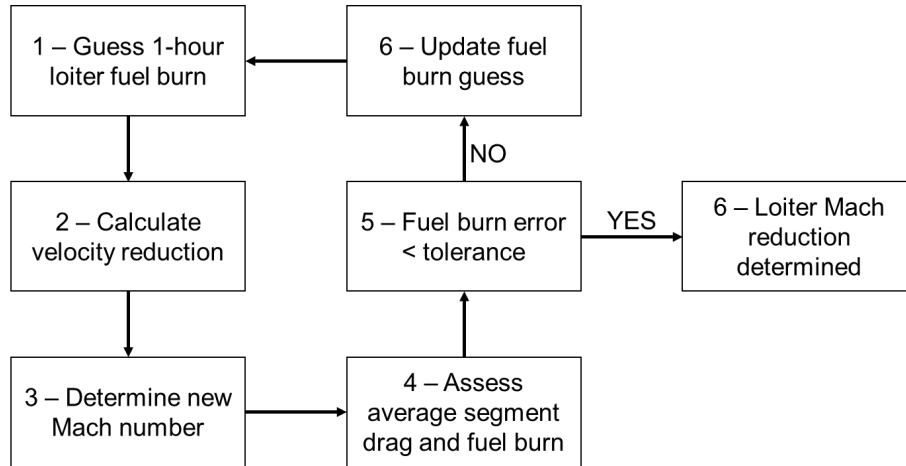 1 – Guess 1-hour
loiter fuel burn
6 – Update fuel
burn guess
NO
2 – Calculate
velocity reduction
5 – Fuel burn error
< tolerance
YES
6 – Loiter Mach
reduction
determined
3 – Determine new
Mach number
4 – Assess
average segment
drag and fuel burn